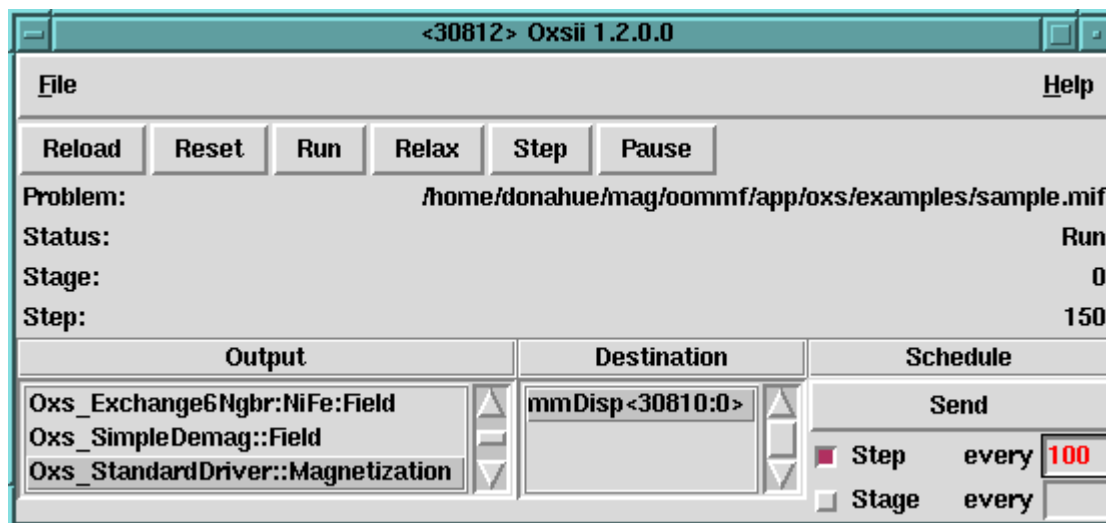 <30812> Oxsii 1.2.0.0
File Help
Reload Reset Run Relax Step Pause
Problem: /home/donahue/mag/oommf/app/oxs/examples/sample.mif
Status: Run
Stage: 0
Step: 150
Output Destination Schedule
Oxs_Exchange6Ngbr:NiFe:Field mmDisp<30810:0> Send
Oxs_SimpleDemag::Field
Oxs_StandardDriver::Magnetization Step every 100
Stage every